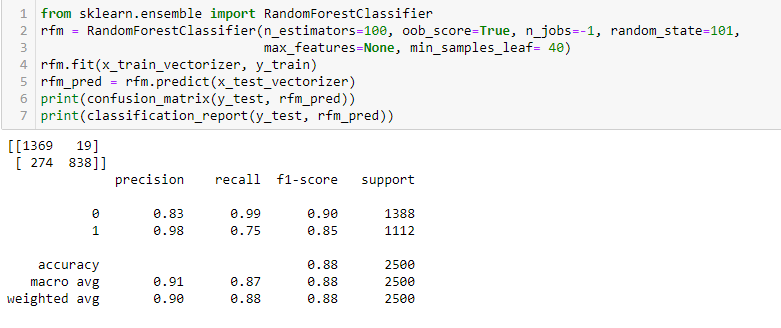 1 from sklearn.ensemble import RandomForestClassifier
2 rfm = RandomForestClassifier(n_estimators=100, oob_score=True, n_jobs=-1, random_state=101,
3                              max_features=None, min_samples_leaf= 40)
4 rfm.fit(x_train_vectorizer, y_train)
5 rfm_pred = rfm.predict(x_test_vectorizer)
6 print(confusion_matrix(y_test, rfm_pred))
7 print(classification_report(y_test, rfm_pred))
[[1369   19]
 [ 274  838]]
              precision    recall  f1-score   support
           0       0.83      0.99      0.90      1388
           1       0.98      0.75      0.85      1112
    accuracy                           0.88      2500
   macro avg       0.91      0.87      0.88      2500
weighted avg       0.90      0.88      0.88      2500